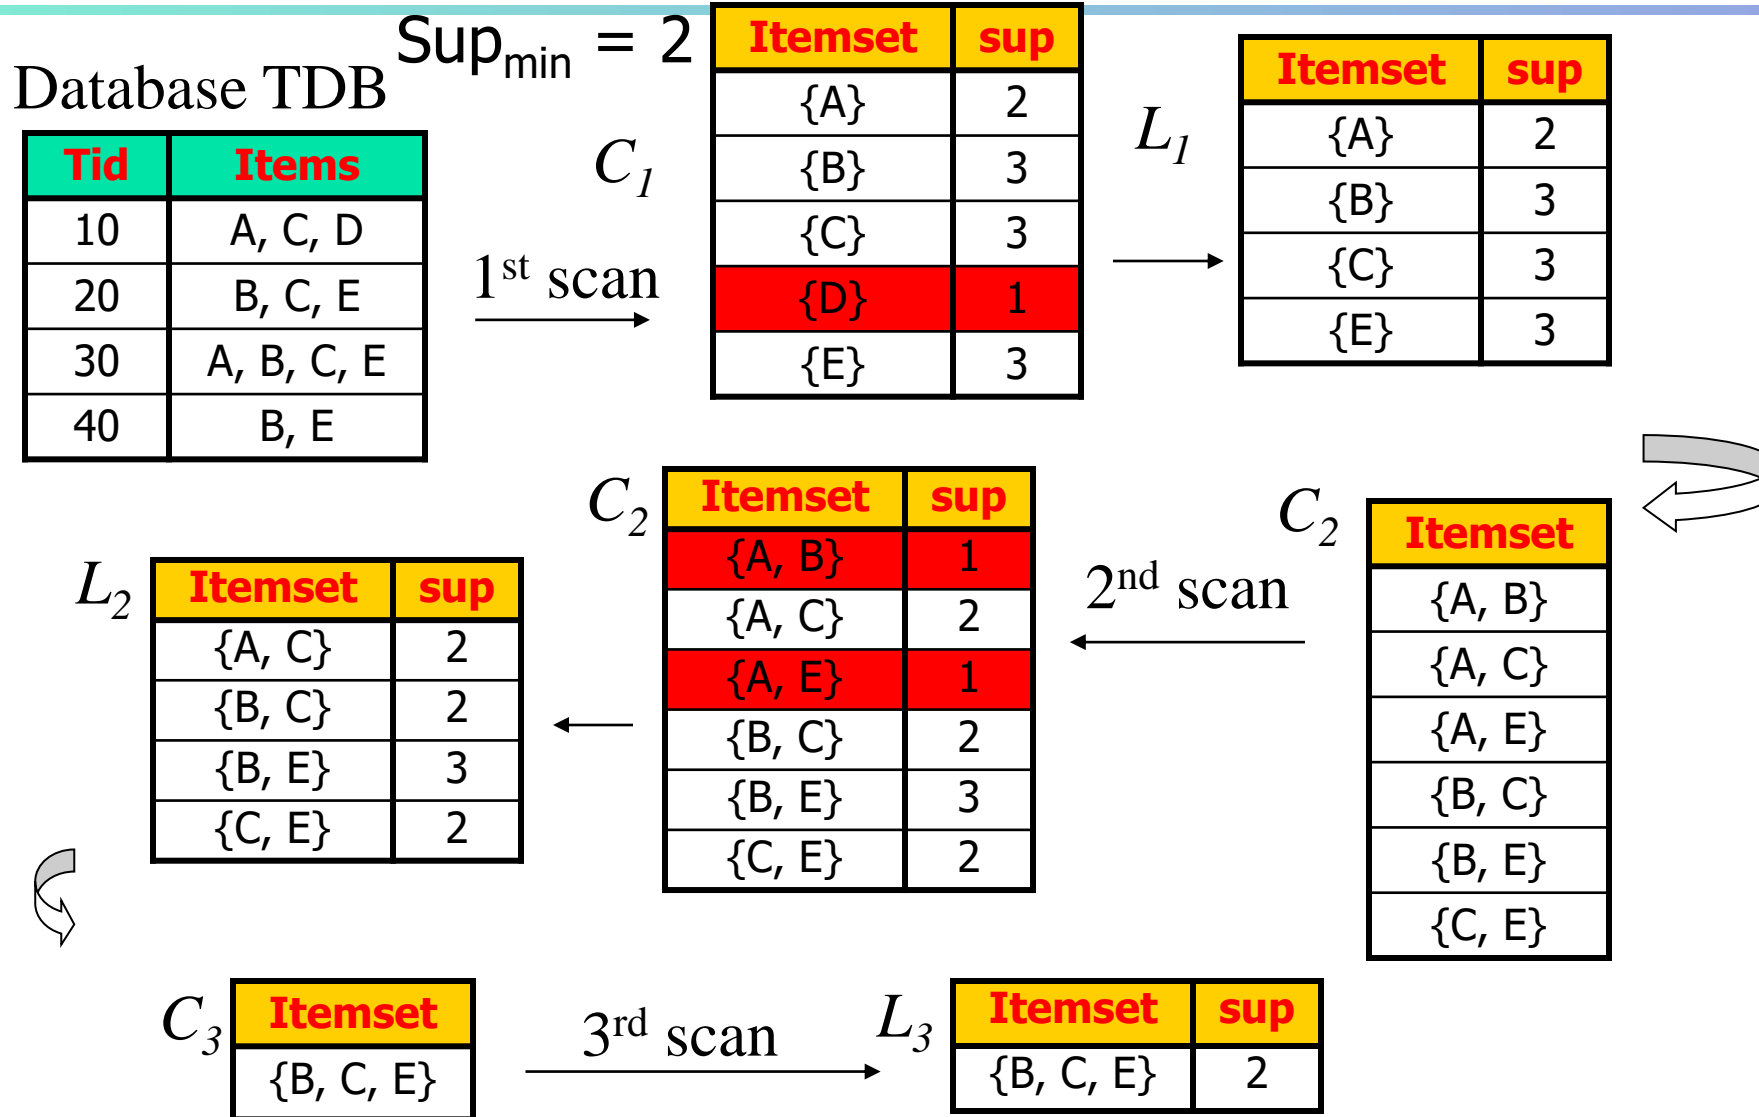 Sup_min = 2
Database TDB
Tid Items
10 A, C, D
20 B, C, E
30 A, B, C, E
40 B, E
1st scan
C1
Itemset sup
{A} 2
{B} 3
{C} 3
{D} 1
{E} 3
L1
Itemset sup
{A} 2
{B} 3
{C} 3
{E} 3
C2
Itemset
{A, B}
{A, C}
{A, E}
{B, C}
{B, E}
{C, E}
2nd scan
C2
Itemset sup
{A, B} 1
{A, C} 2
{A, E} 1
{B, C} 2
{B, E} 3
{C, E} 2
L2
Itemset sup
{A, C} 2
{B, C} 2
{B, E} 3
{C, E} 2
C3
Itemset
{B, C, E}
3rd scan
L3
Itemset sup
{B, C, E} 2